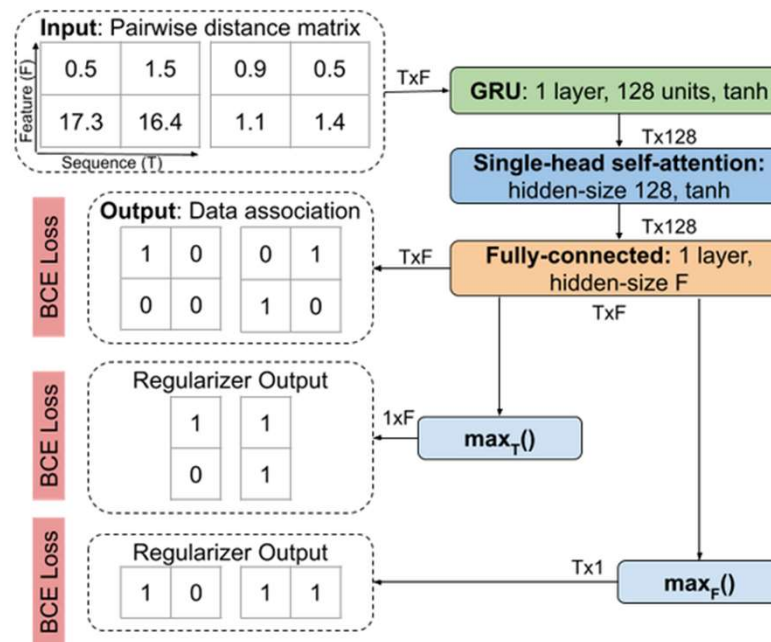 Input: Pairwise distance matrix
Feature (F)
0.5 1.5 0.9 0.5
17.3 16.4 1.1 1.4
Sequence (T)
TxF
GRU: 1 layer, 128 units, tanh
Tx128
Single-head self-attention:
hidden-size 128, tanh
Tx128
Fully-connected: 1 layer,
hidden-size F
TxF
TxF
BCE Loss
Output: Data association
1 0 0 1
0 0 1 0
BCE Loss
Regularizer Output
1 1
0 1
1xF
maxT()
BCE Loss
Regularizer Output
1 0 1 1
Tx1
maxF()